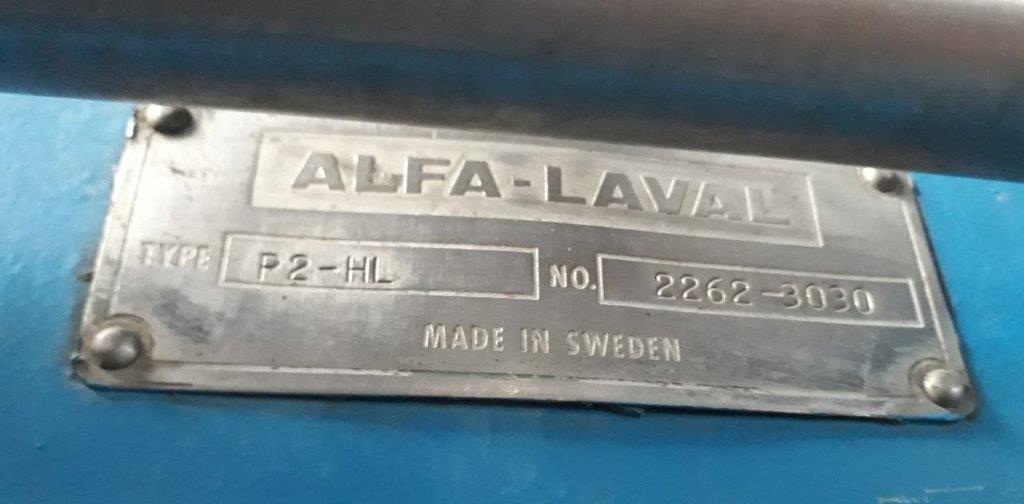 ALFA-LAVAL
TYPE P2-HL NO. 2262-3030
MADE IN SWEDEN